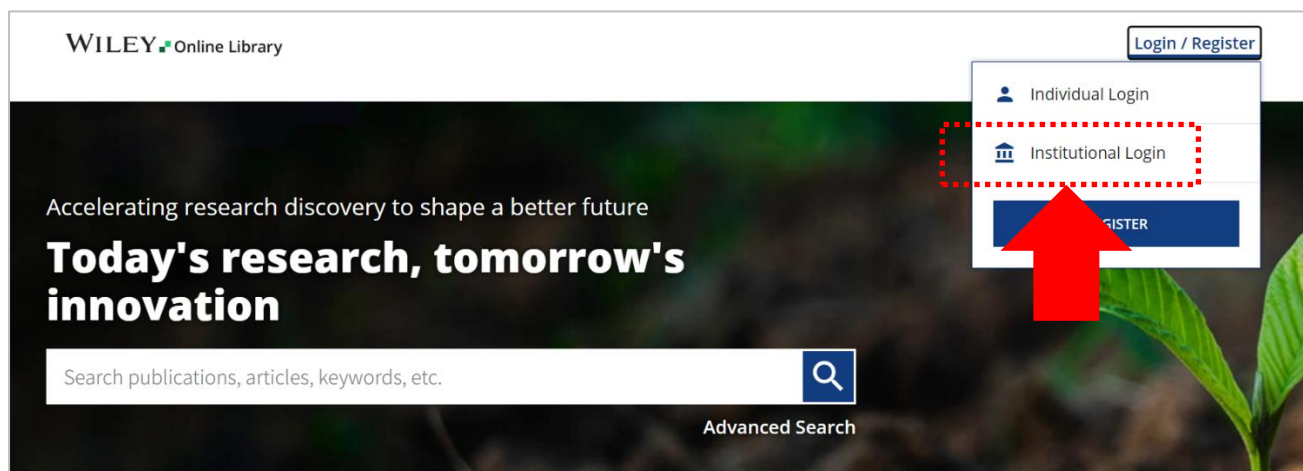 WILEY Online Library
Login / Register
Individual Login
Institutional Login
Accelerating research discovery to shape a better future
Today's research, tomorrow's
innovation
Search publications, articles, keywords, etc.
Advanced Search